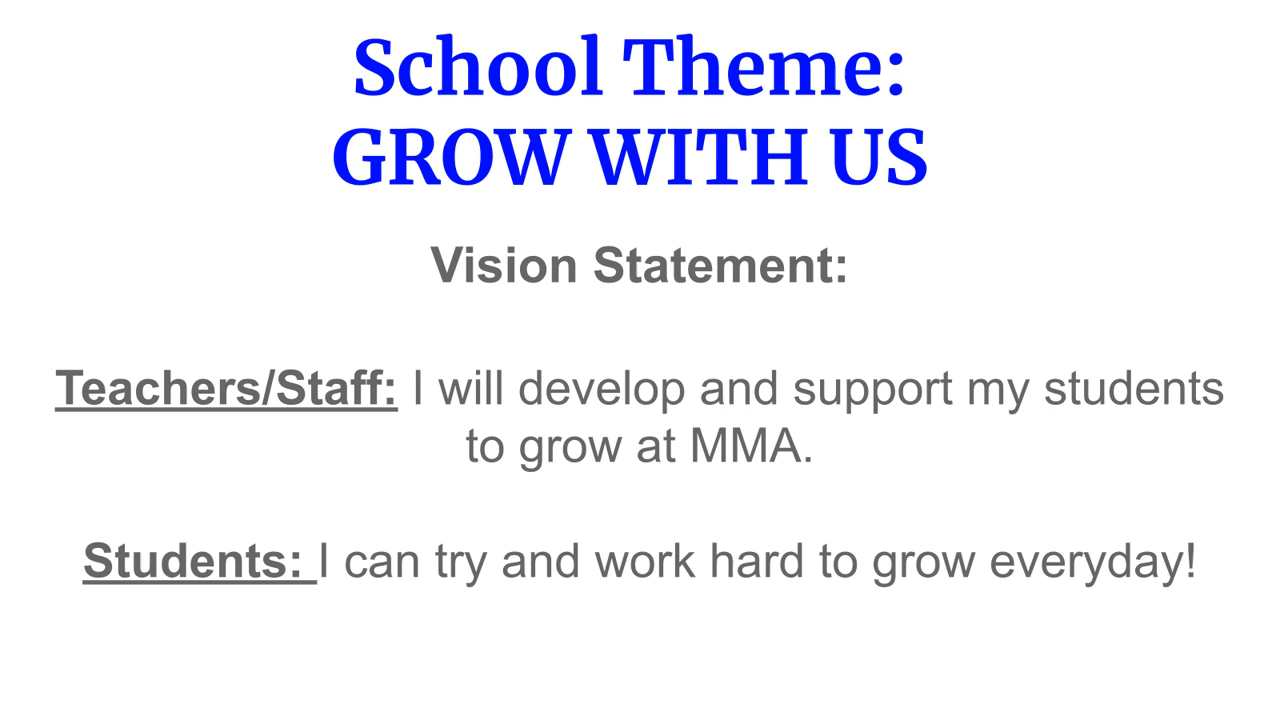 School Theme:
GROW WITH US
Vision Statement:
Teachers/Staff: I will develop and support my students
to grow at MMA.
Students: I can try and work hard to grow everyday!